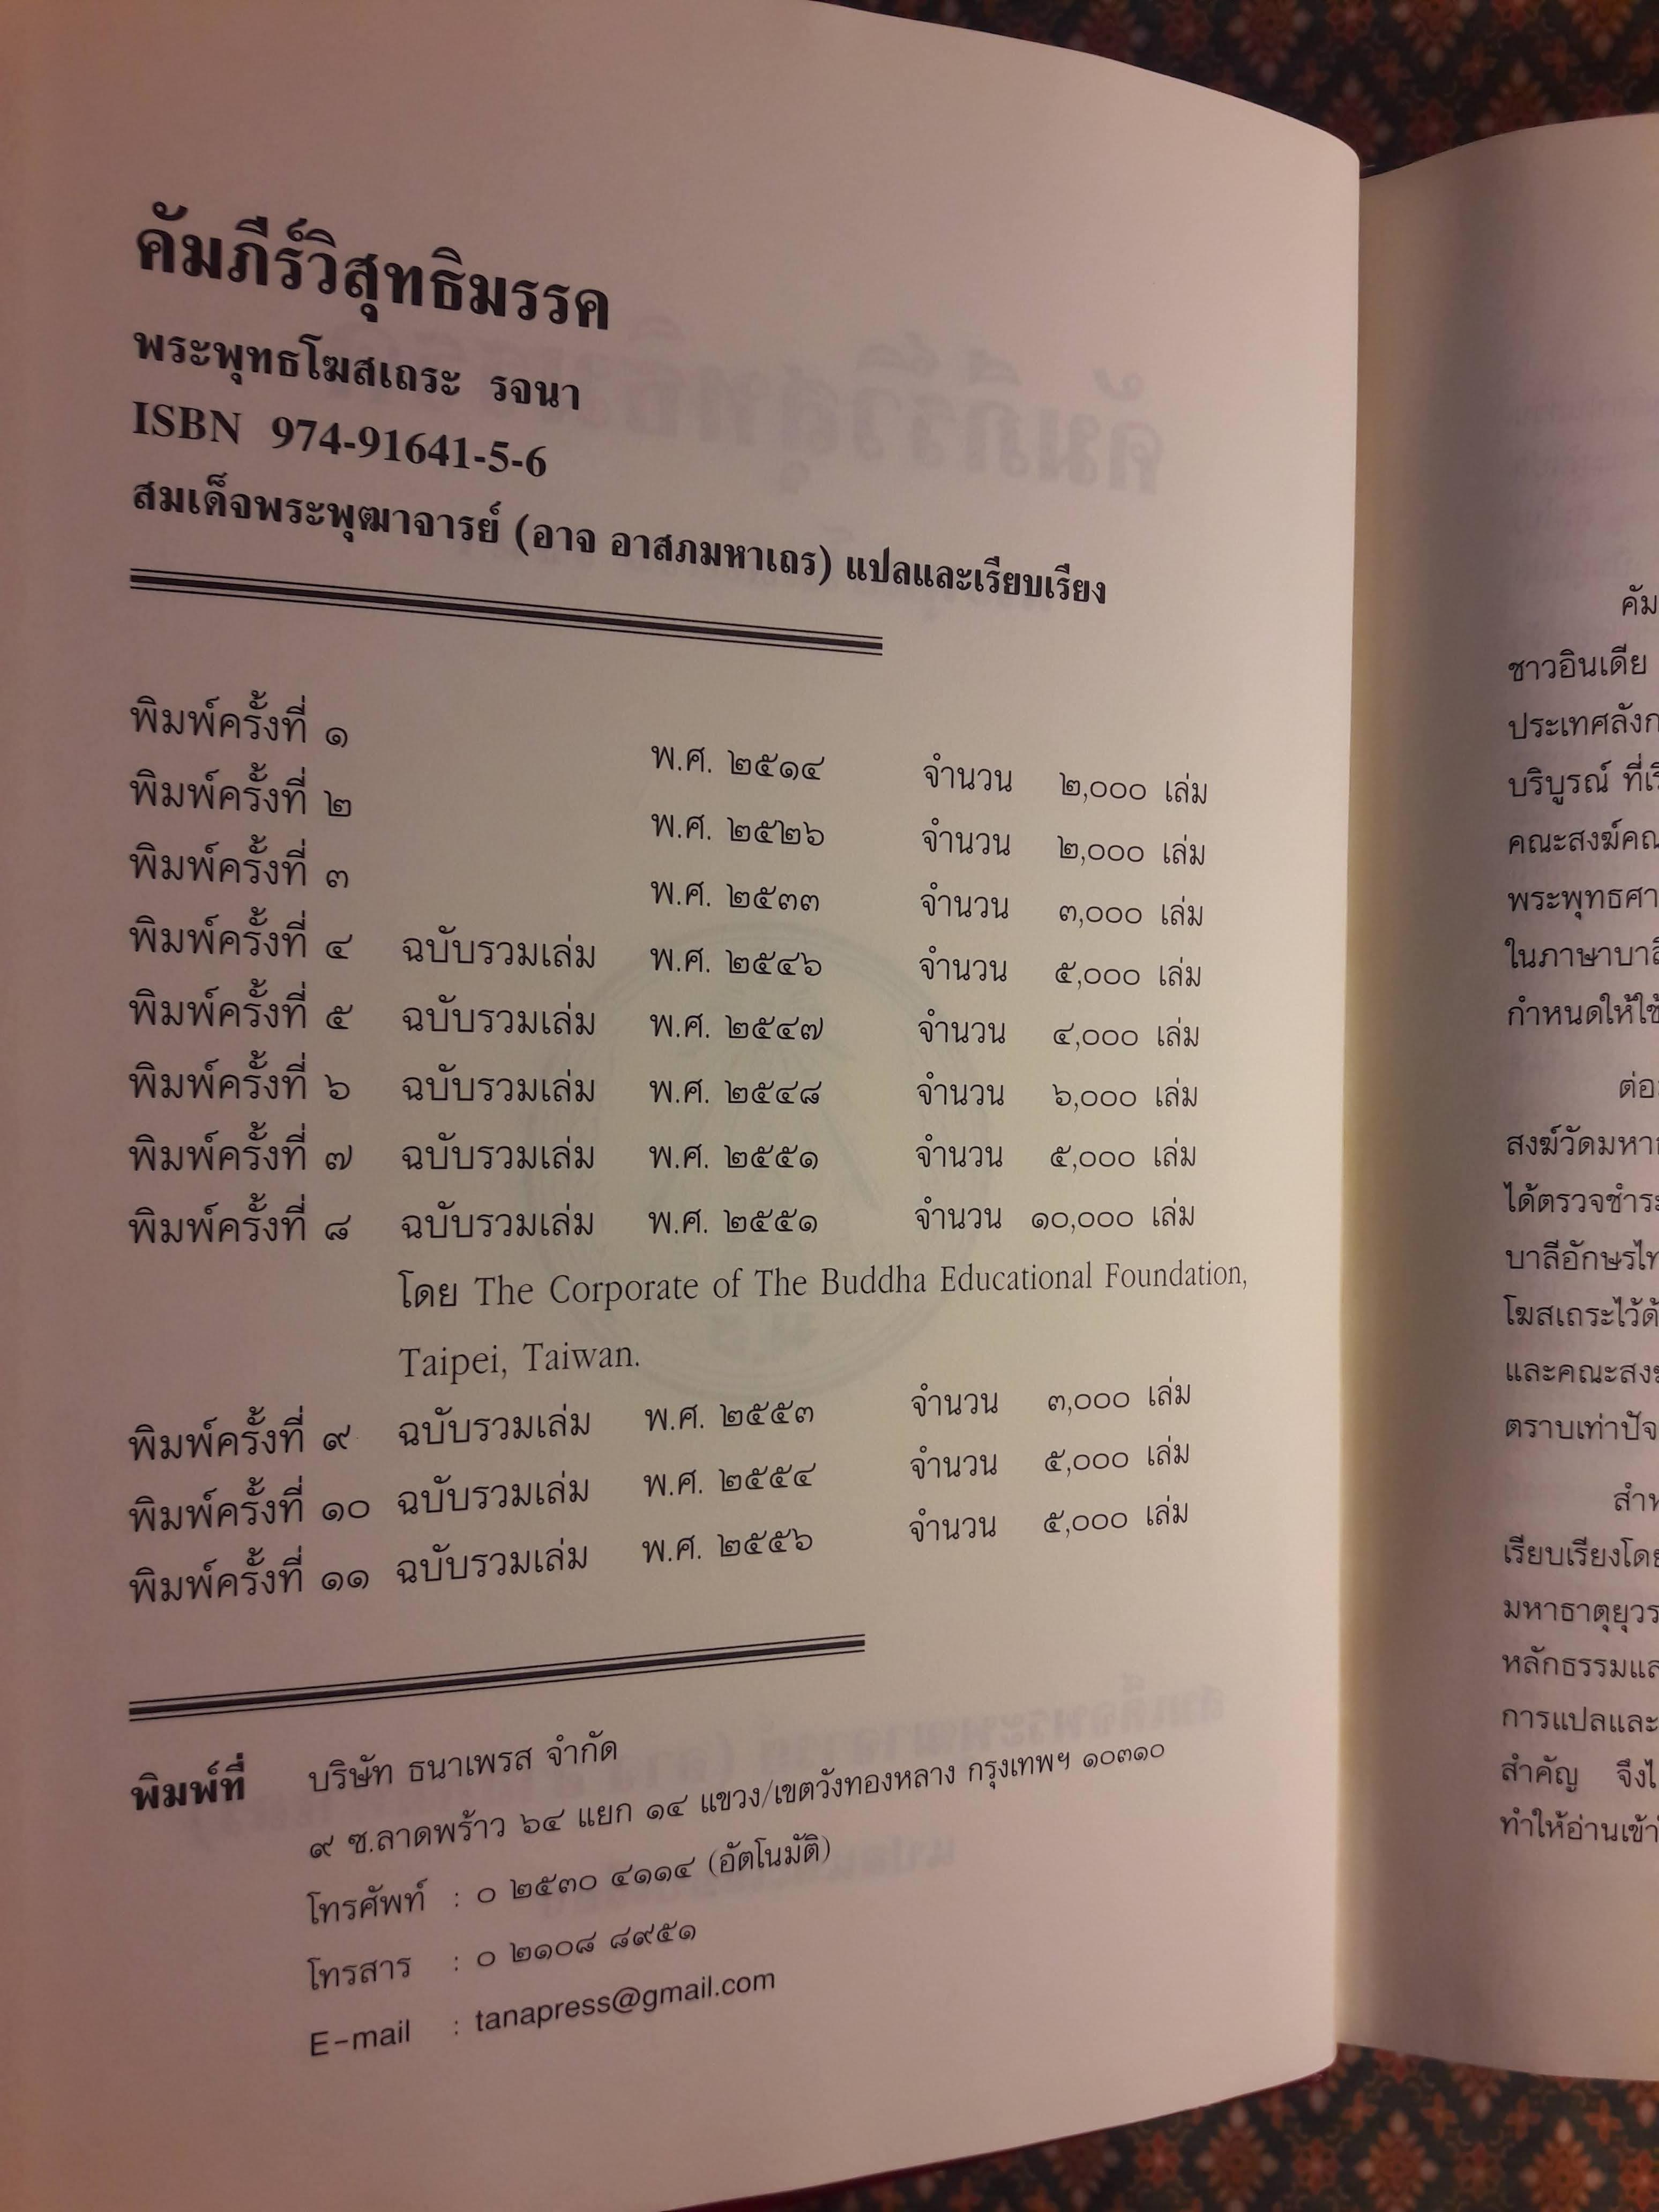 คัมภีร์วิสุทธิมรรค
พระพุทธโฆสเถระ รจนา
ISBN 974-91641-5-6
สมเด็จพระพุฒาจารย์ (อาจ อาสภมหาเถร) แปลและเรียบเรียง
พิมพ์ครั้งที่ ๑ พ.ศ. ๒๕๑๔ จำนวน ๒,๐๐๐ เล่ม
พิมพ์ครั้งที่ ๒ พ.ศ. ๒๕๒๖ จำนวน ๒,๐๐๐ เล่ม
พิมพ์ครั้งที่ ๓ พ.ศ. ๒๕๓๓ จำนวน ๓,๐๐๐ เล่ม
พิมพ์ครั้งที่ ๔ ฉบับรวมเล่ม พ.ศ. ๒๕๔๖ จำนวน ๕,๐๐๐ เล่ม
พิมพ์ครั้งที่ ๕ ฉบับรวมเล่ม พ.ศ. ๒๕๔๗ จำนวน ๔,๐๐๐ เล่ม
พิมพ์ครั้งที่ ๖ ฉบับรวมเล่ม พ.ศ. ๒๕๔๘ จำนวน ๖,๐๐๐ เล่ม
พิมพ์ครั้งที่ ๗ ฉบับรวมเล่ม พ.ศ. ๒๕๕๑ จำนวน ๕,๐๐๐ เล่ม
พิมพ์ครั้งที่ ๘ ฉบับรวมเล่ม พ.ศ. ๒๕๕๑ จำนวน ๑๐,๐๐๐ เล่ม
โดย The Corporate of The Buddha Educational Foundation,
Taipei, Taiwan.
พิมพ์ครั้งที่ ๙ ฉบับรวมเล่ม พ.ศ. ๒๕๕๓ จำนวน ๓,๐๐๐ เล่ม
พิมพ์ครั้งที่ ๑๐ ฉบับรวมเล่ม พ.ศ. ๒๕๕๔ จำนวน ๕,๐๐๐ เล่ม
พิมพ์ครั้งที่ ๑๑ ฉบับรวมเล่ม พ.ศ. ๒๕๕๖ จำนวน ๕,๐๐๐ เล่ม
พิมพ์ที่ บริษัท ธนาเพรส จำกัด
๙ ซ.ลาดพร้าว ๖๔ แยก ๑๔ แขวง/เขตวังทองหลาง กรุงเทพฯ ๑๐๓๑๐
โทรศัพท์ : ๐ ๒๕๓๐ ๔๑๑๔ (อัตโนมัติ)
โทรสาร : ๐ ๒๑๐๘ ๘๙๕๑
E-mail : tanapress@gmail.com
คัม
ชาวอินเดีย
ประเทศลังก
บริบูรณ์ ที่เรี
คณะสงฆ์คณ
พระพุทธศา
ในภาษาบาลี
กำหนดให้ใช้
ต่อ
สงฆ์วัดมหา
ได้ตรวจชำระ
บาลีอักษรไท
โฆสเถระไว้ด้
และคณะสง
ตราบเท่าปัจ
สำห
เรียบเรียงโดย
มหาธาตุยุวร
หลักธรรมแล
การแปลและ
สำคัญ จึงไ
ทำให้อ่านเข้า